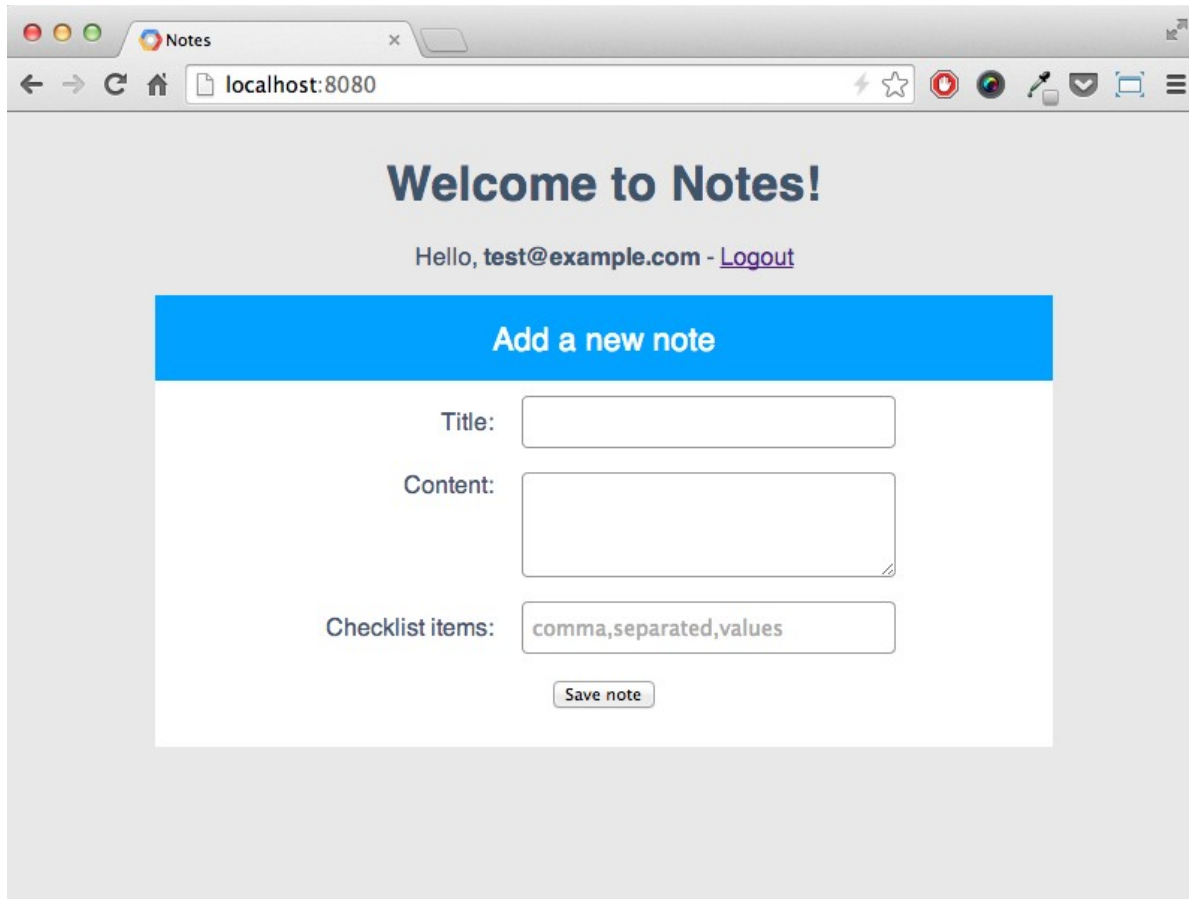 Notes
localhost:8080
Welcome to Notes!
Hello, test@example.com - Logout
Add a new note
Title:
Content:
Checklist items:
comma,separated,values
Save note